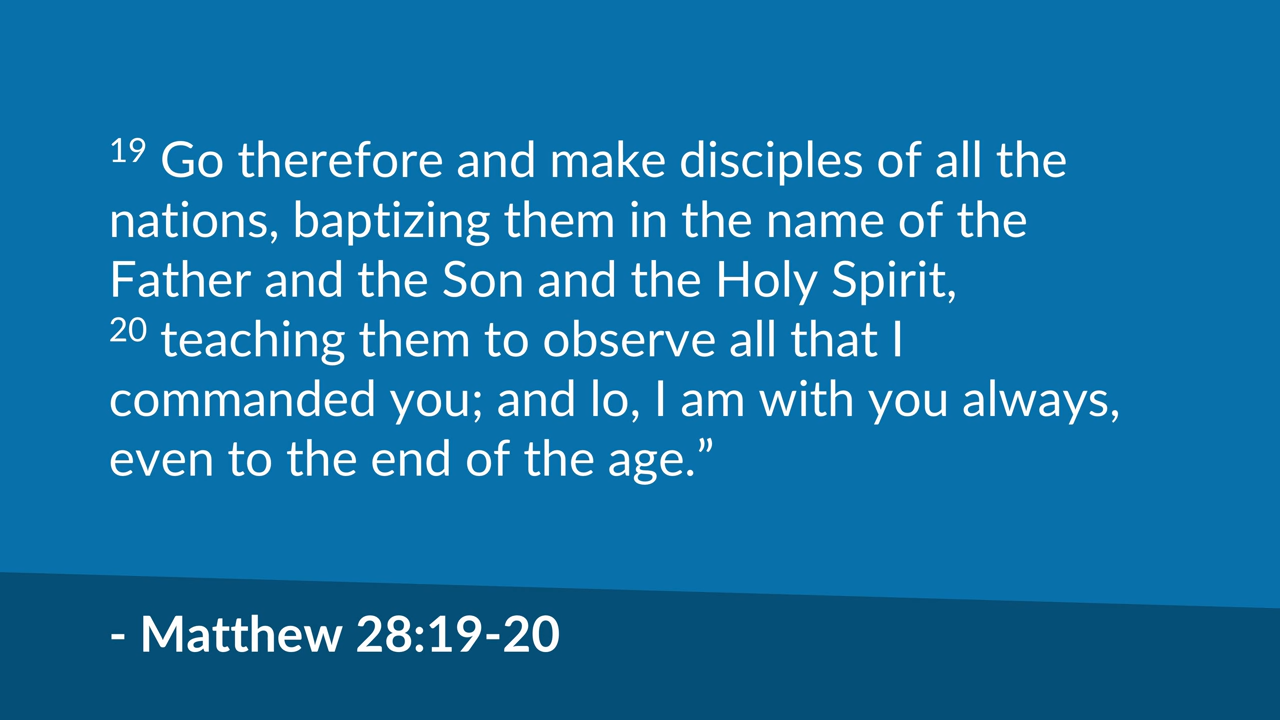 19 Go therefore and make disciples of all the
nations, baptizing them in the name of the
Father and the Son and the Holy Spirit,
20 teaching them to observe all that I
commanded you; and lo, I am with you always,
even to the end of the age.”
- Matthew 28:19-20